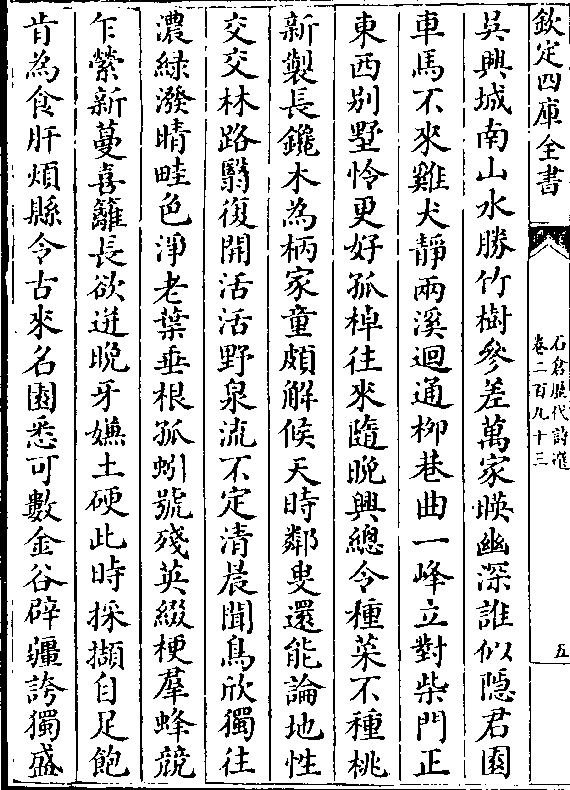 欽定四庫全書
石倉歷代詩選
卷二百九十三
五
吳興城南山水勝竹樹參差萬家暎幽深誰似隱君園
車馬不來雞犬靜兩溪迴通柳巷曲一峰立對柴門正
東西别墅怜更好孤棹往來隨晚興總令種菜不種桃
新製長鑱木為柄家童頗解候天時鄰叟還能論地性
交交林路翳復開活活野泉流不定清晨聞鳥欣獨往
濃緑潑晴畦色淨老葉垂根孤蚓號殘英綴梗羣蜂競
乍縈新蔓喜籬長欲迸晩牙嫌土硬此時採擷自足飽
肯為食肝煩縣令古來名園悉可數金谷辟疆誇獨盛